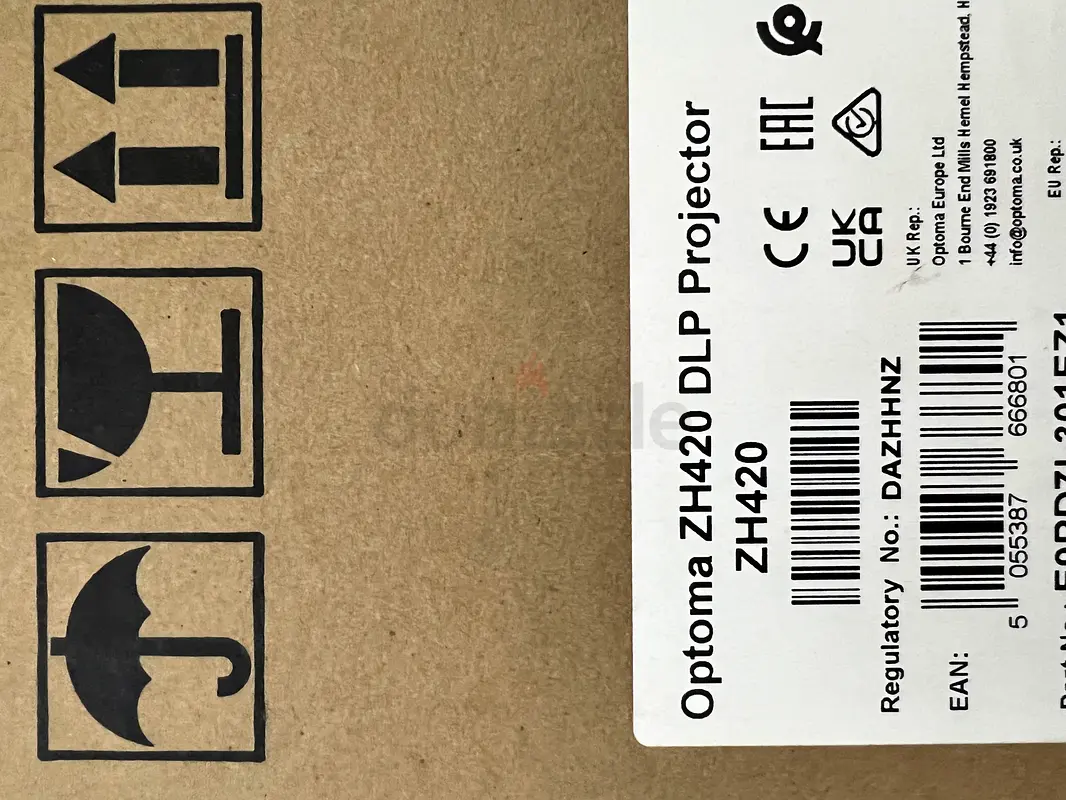 Optoma ZH420 DLP Projector
ZH420
Regulatory No.: DAZHHNZ
EAN:
5 055387 666801
CE
EAC
UK
CA
UK Rep.:
Optoma Europe Ltd
1 Bourne End Mills Hemel Hempstead, H
+44 (0) 1923 691800
info@optoma.co.uk
EU Rep.: